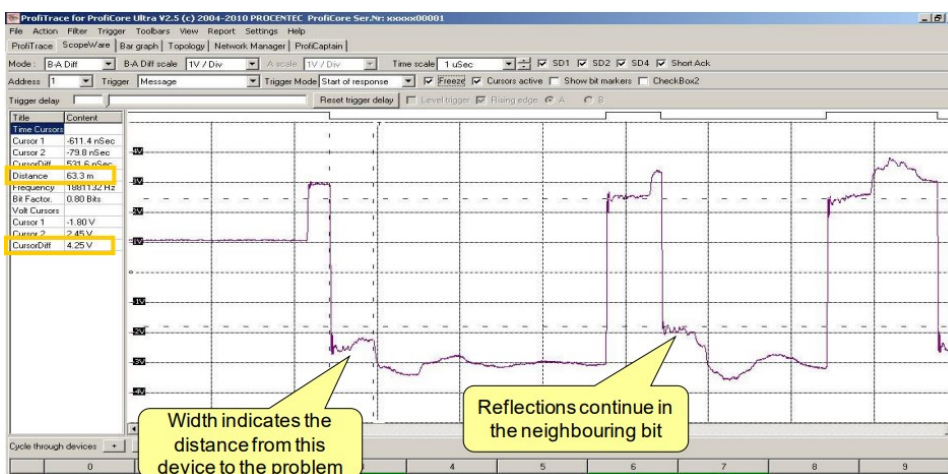 ProfiTrace for ProfiCore Ultra V2.5 (c) 2004-2010 PROCENTEC ProfiCore Ser.Nr: xxxxx00001
File Action Filter Trigger Toolbars View Report Settings Help
ProfiTrace ScopeWare Bar graph Topology Network Manager ProfiCaptain
Mode: B-A Diff B-A Diff scale 1V / Div A scale 1V / Div Time scale 1 uSec SD1 SD2 SD4 Short Ack
Address 1 Trigger Message Trigger Mode Start of response Freeze Cursors active Show bit markers CheckBox2
Trigger delay Reset trigger delay Level trigger Rising edge A B
Title Content
Time Cursors
Cursor 1 -611.4 nSec
Cursor 2 -79.8 nSec
CursorDiff 531.6 nSec
Distance 63.3 m
Frequency 1881132 Hz
Bit Factor. 0.80 Bits
Volt Cursors
Cursor 1 -1.80 V
Cursor 2 2.45 V
CursorDiff 4.25 V
4V
3V
2V
1V
0
-1V
-2V
-3V
-4V
Width indicates the
distance from this
device to the problem
Reflections continue in
the neighbouring bit
Cycle through devices +
0 3 4 5 6 7 8 9